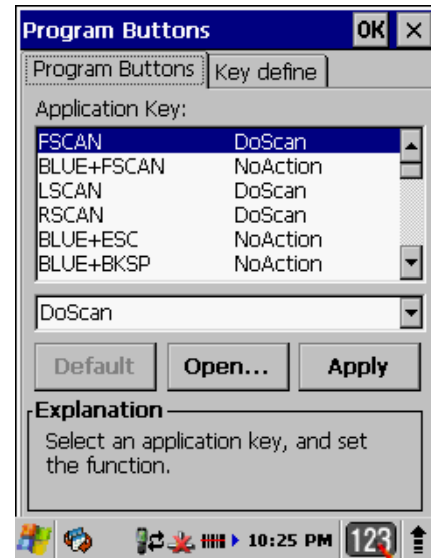 Program Buttons OK ×
Program Buttons Key define
Application Key:
FSCAN DoScan
BLUE+FSCAN NoAction
LSCAN DoScan
RSCAN DoScan
BLUE+ESC NoAction
BLUE+BKSP NoAction
DoScan
Default Open... Apply
Explanation
Select an application key, and set
the function.
10:25 PM 123